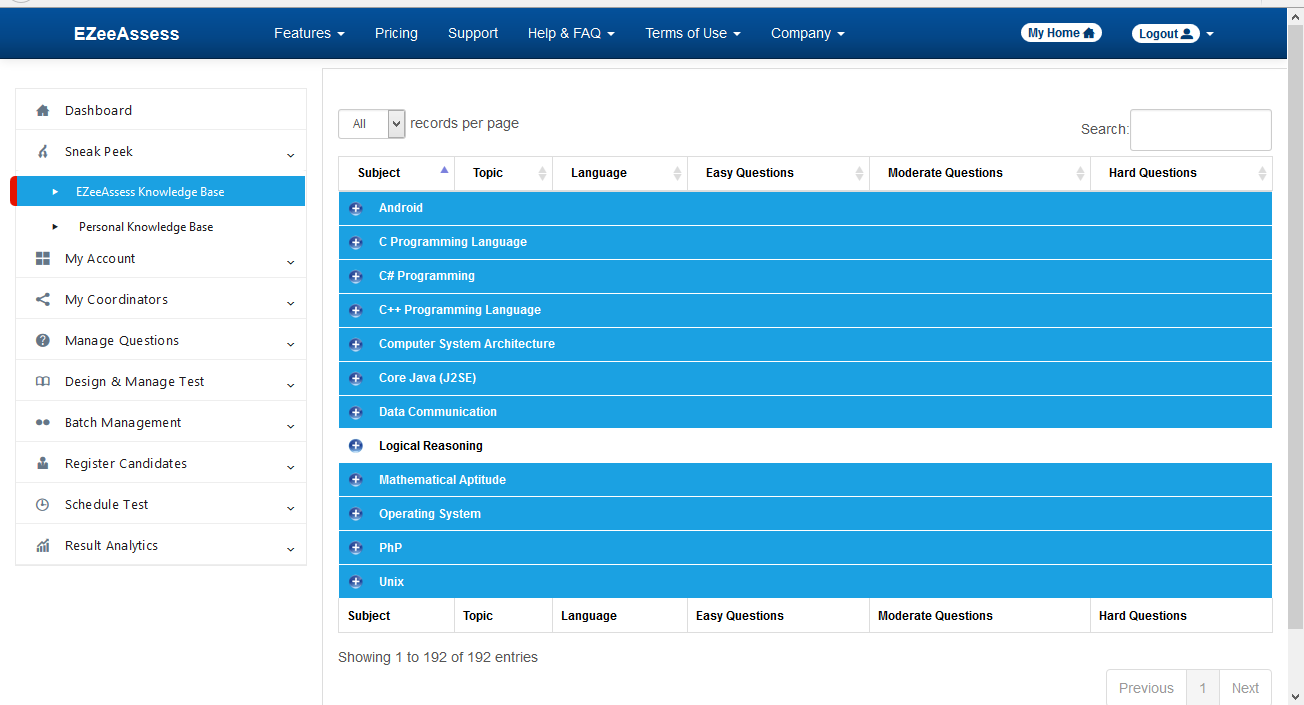 EZeeAssess Features Pricing Support Help & FAQ Terms of Use Company My Home Logout
Dashboard
Sneak Peek
EZeeAssess Knowledge Base
Personal Knowledge Base
My Account
My Coordinators
Manage Questions
Design & Manage Test
Batch Management
Register Candidates
Schedule Test
Result Analytics
All records per page
Search:
Subject Topic Language Easy Questions Moderate Questions Hard Questions
Android
C Programming Language
C# Programming
C++ Programming Language
Computer System Architecture
Core Java (J2SE)
Data Communication
Logical Reasoning
Mathematical Aptitude
Operating System
PhP
Unix
Subject Topic Language Easy Questions Moderate Questions Hard Questions
Showing 1 to 192 of 192 entries
Previous 1 Next